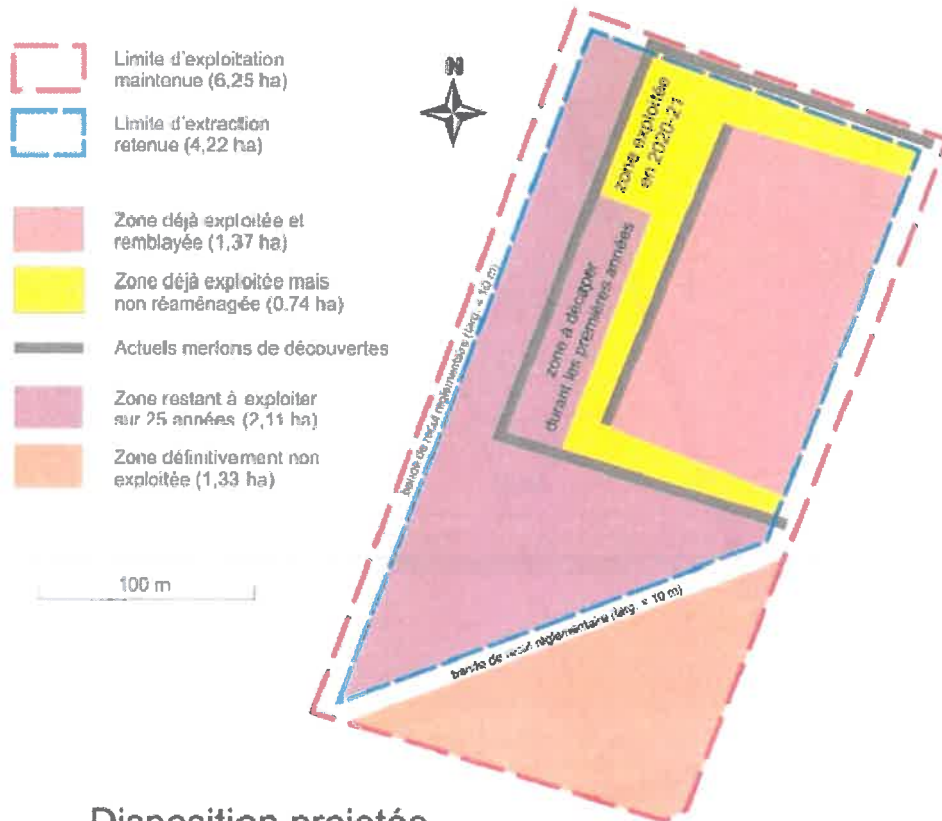 Limite d'exploitation
maintenue (6,25 ha)
Limite d'extraction
retenue (4,22 ha)
N
Zone déjà exploitée et
remblayée (1,37 ha)
Zone déjà exploitée mais
non réaménagée (0.74 ha)
Actuels merlons de découvertes
Zone restant à exploiter
sur 25 années (2,11 ha)
Zone définitivement non
exploitée (1,33 ha)
100 m
zone exploitée
en 2020-21
zone à décaper
durant les premières années
bande de recul réglementaire (larg. = 10 m)
bande de recul réglementaire (larg. = 10 m)
Disposition projetée